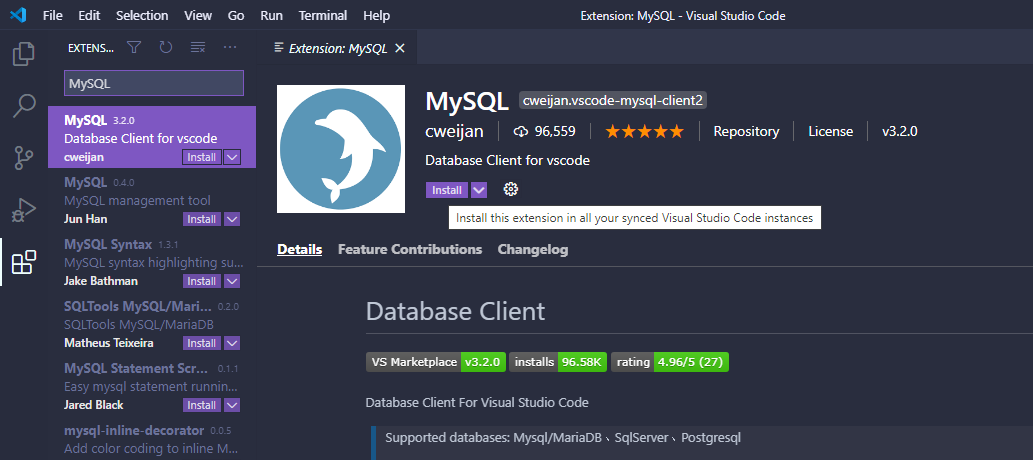 File Edit Selection View Go Run Terminal Help
Extension: MySQL - Visual Studio Code
EXTENS...
MySQL
MySQL 3.2.0
Database Client for vscode
cweijan Install
MySQL 0.4.0
MySQL management tool
Jun Han Install
MySQL Syntax 1.3.1
MySQL syntax highlighting su...
Jake Bathman Install
SQLTools MySQL/Mari... 0.2.0
SQLTools MySQL/MariaDB
Matheus Teixeira Install
MySQL Statement Scr... 0.1.1
Easy mysql statement runnin...
Jared Black Install
mysql-inline-decorator 0.0.5
Add color coding to inline M...
Extension: MySQL
MySQL cweijan.vscode-mysql-client2
cweijan 96,559 Repository License v3.2.0
Database Client for vscode
Install
Install this extension in all your synced Visual Studio Code instances
Details Feature Contributions Changelog
Database Client
VS Marketplace v3.2.0 installs 96.58K rating 4.96/5 (27)
Database Client For Visual Studio Code
Supported databases: Mysql/MariaDB、SqlServer、Postgresql